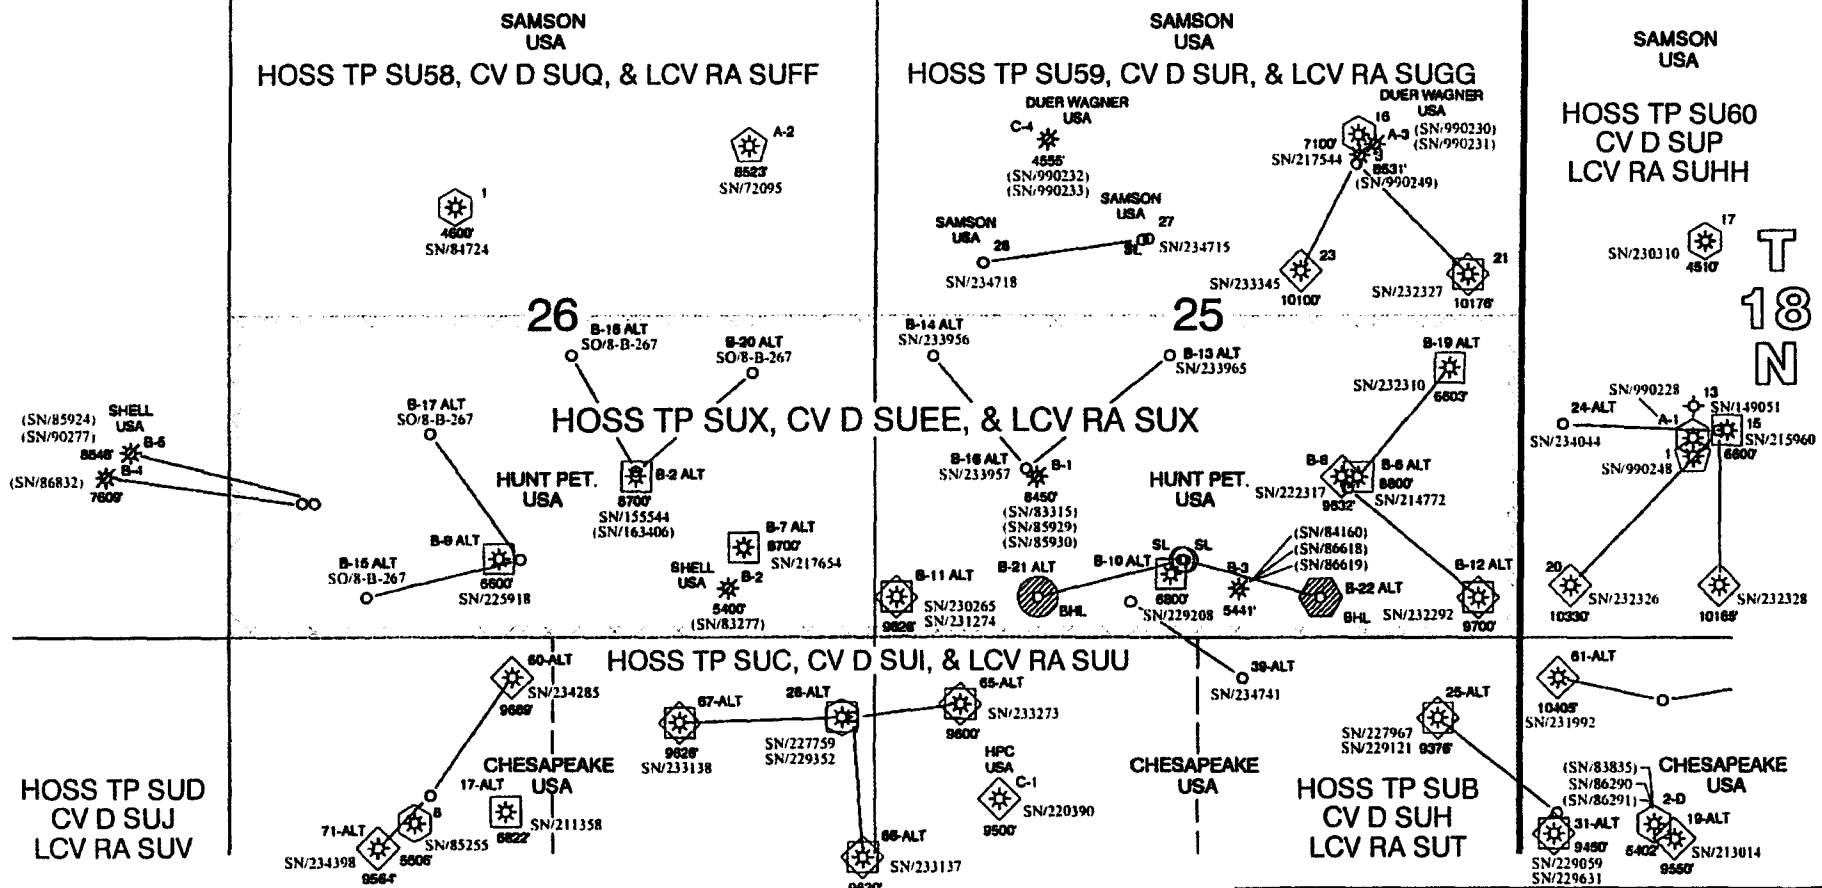 SAMSON
USA
HOSS TP SU58, CV D SUQ, & LCV RA SUFF
A-2
8523'
SN/72095
1
4600'
SN/84724
SAMSON
USA
HOSS TP SU59, CV D SUR, & LCV RA SUGG
DUER WAGNER
USA
C-4
4555'
(SN/990232)
(SN/990233)
DUER WAGNER
USA
16
A-3
(SN/990230)
(SN/990231)
7100'
SN/217544
8531'
(SN/990249)
SAMSON
USA
27
SL
SN/234715
SAMSON
USA
28
SN/234718
23
SN/233345
10100'
21
SN/232327
10176'
SAMSON
USA
HOSS TP SU60
CV D SUP
LCV RA SUHH
17
SN/230310
4510'
T
18
N
26
25
B-18 ALT
SO/8-B-267
B-20 ALT
SO/8-B-267
B-17 ALT
SO/8-B-267
B-14 ALT
SN/233956
B-13 ALT
SN/233965
B-19 ALT
SN/232310
6603'
HOSS TP SUX, CV D SUEE, & LCV RA SUX
(SN/85924)
(SN/90277)
SHELL
USA
B-5
8546'
B-4
(SN/86832)
7609'
HUNT PET.
USA
B-2 ALT
8700'
SN/155544
(SN/163406)
B-16 ALT
SN/233957
B-1
8450'
(SN/83315)
(SN/85929)
(SN/85930)
HUNT PET.
USA
B-8
SN/222317
9632'
B-6 ALT
8800'
SN/214772
(SN/990228)
13
SN/149051
24-ALT
SN/234044
A-1
15
SN/215960
6600'
1
SN/990248
B-9 ALT
6600'
SN/225918
B-15 ALT
SO/8-B-267
B-7 ALT
8700'
SN/217654
SHELL
USA
B-2
5400'
(SN/83277)
B-11 ALT
SN/230265
SN/231274
9626'
B-21 ALT
BHL
B-10 ALT
SL
SL
6800'
SN/229208
B-3
5441'
(SN/84160)
(SN/86618)
(SN/86619)
B-22 ALT
BHL
B-12 ALT
SN/232292
9700'
20
SN/232326
10330'
SN/232328
10165'
HOSS TP SUC, CV D SUI, & LCV RA SUU
60-ALT
SN/234285
9669'
67-ALT
9626'
SN/233138
26-ALT
SN/227759
SN/229352
65-ALT
SN/233273
9600'
39-ALT
SN/234741
25-ALT
SN/227967
SN/229121
9376'
61-ALT
10405'
SN/231992
HOSS TP SUD
CV D SUJ
LCV RA SUV
CHESAPEAKE
USA
17-ALT
SN/211358
6622'
8
SN/85255
5506'
71-ALT
SN/234398
9564'
66-ALT
SN/233137
HPC
USA
C-1
SN/220390
9500'
CHESAPEAKE
USA
HOSS TP SUB
CV D SUH
LCV RA SUT
(SN/83835)
(SN/86290
(SN/86291)
CHESAPEAKE
USA
2-D
5402'
31-ALT
9450'
SN/229059
SN/229631
19-ALT
SN/213014
9550'